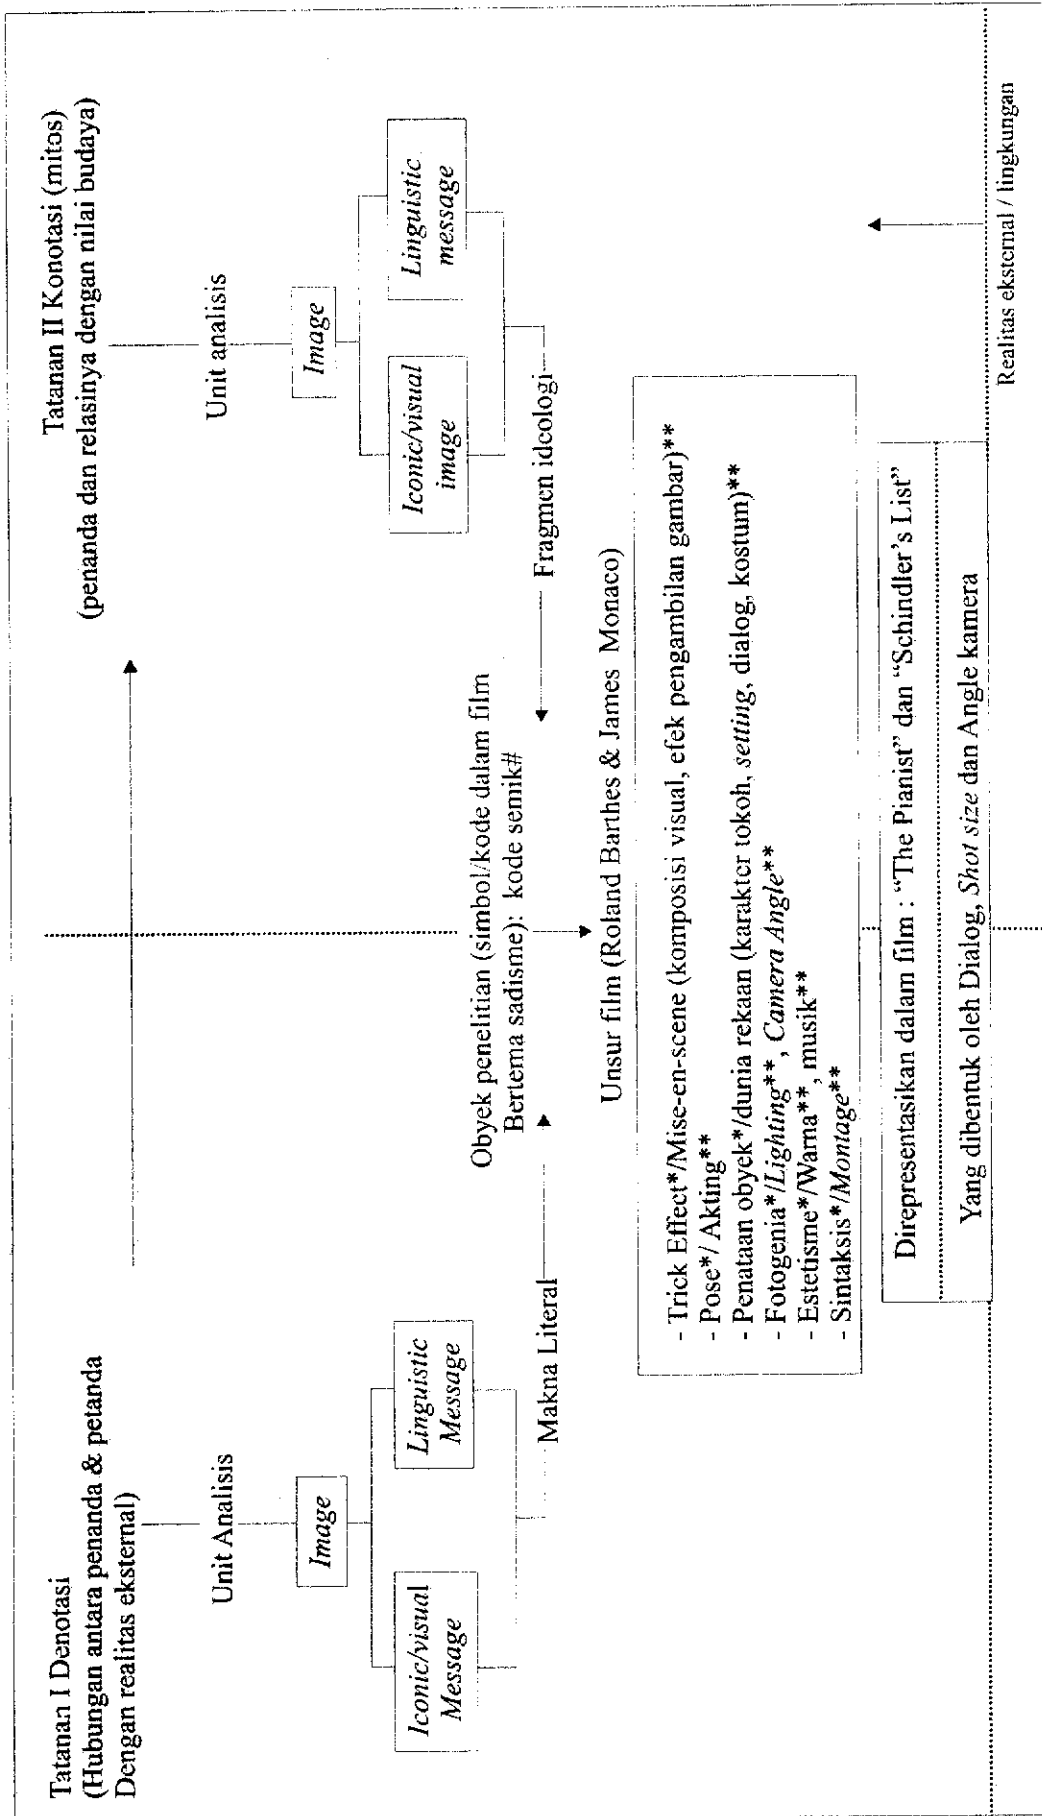 Tatanan I Denotasi
(Hubungan antara penanda & petanda
Dengan realitas eksternal)
Unit Analisis
Image
Iconic/visual
Message
Linguistic
Message
Makna Literal
Tatanan II Konotasi (mitos)
(penanda dan relasinya dengan nilai budaya)
Unit analisis
Image
Iconic/visual
image
Linguistic
message
Fragmen ideologi
Obyek penelitian (simbol/kode dalam film
Bertema sadisme): kode semik#
Unsur film (Roland Barthes & James Monaco)
- Trick Effect*/Mise-en-scene (komposisi visual, efek pengambilan gambar)**
- Pose*/ Akting**
- Penataan obyek*/dunia rekaan (karakter tokoh, setting, dialog, kostum)**
- Fotogenia*/Lighting**, Camera Angle**
- Estetisme*/Warna**, musik**
- Sintaksis*/Montage**
Direpresentasikan dalam film : “The Pianist” dan “Schindler’s List”
Yang dibentuk oleh Dialog, Shot size dan Angle kamera
Realitas eksternal / lingkungan